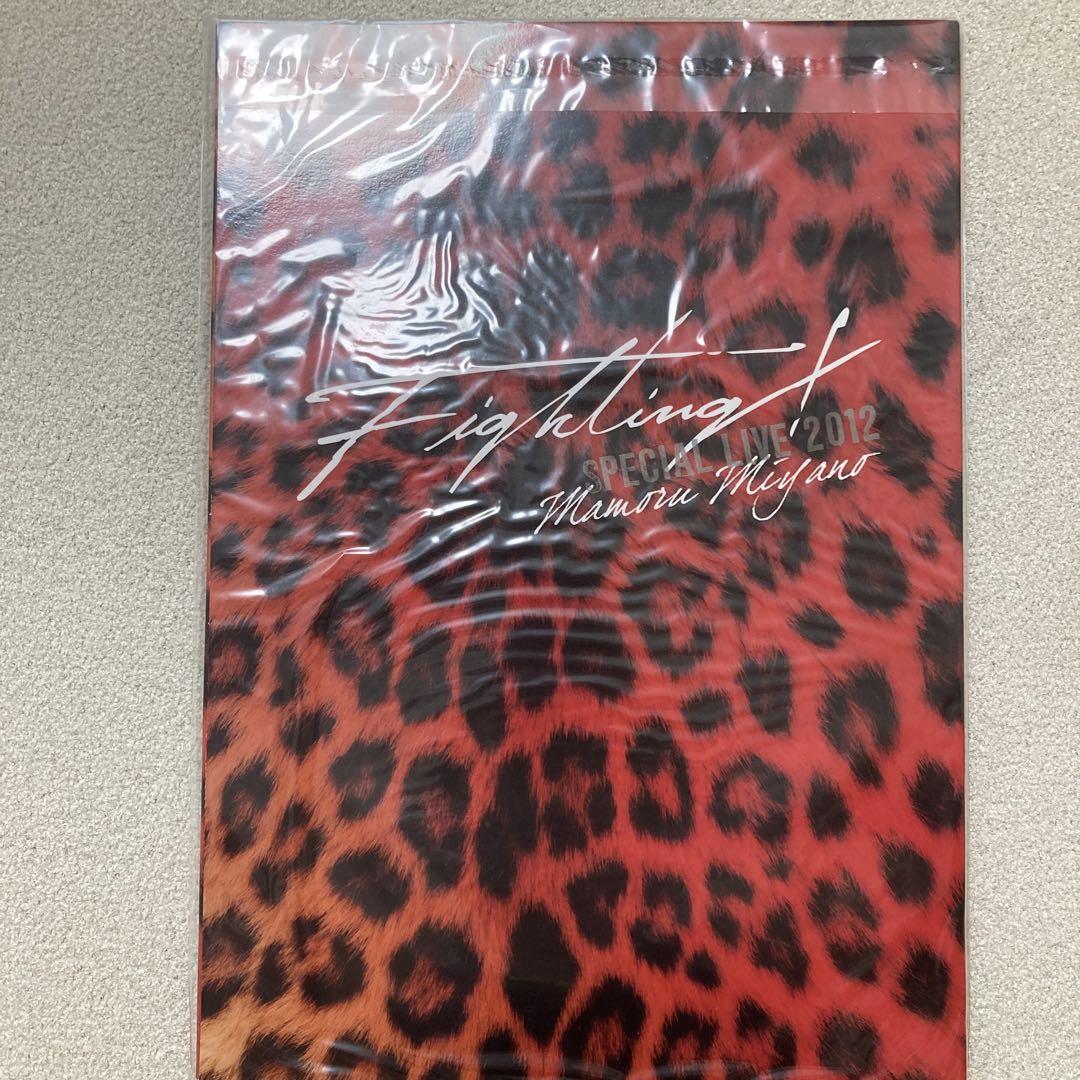 Fighting!
SPECIAL LIVE 2012
Mamoru Miyano